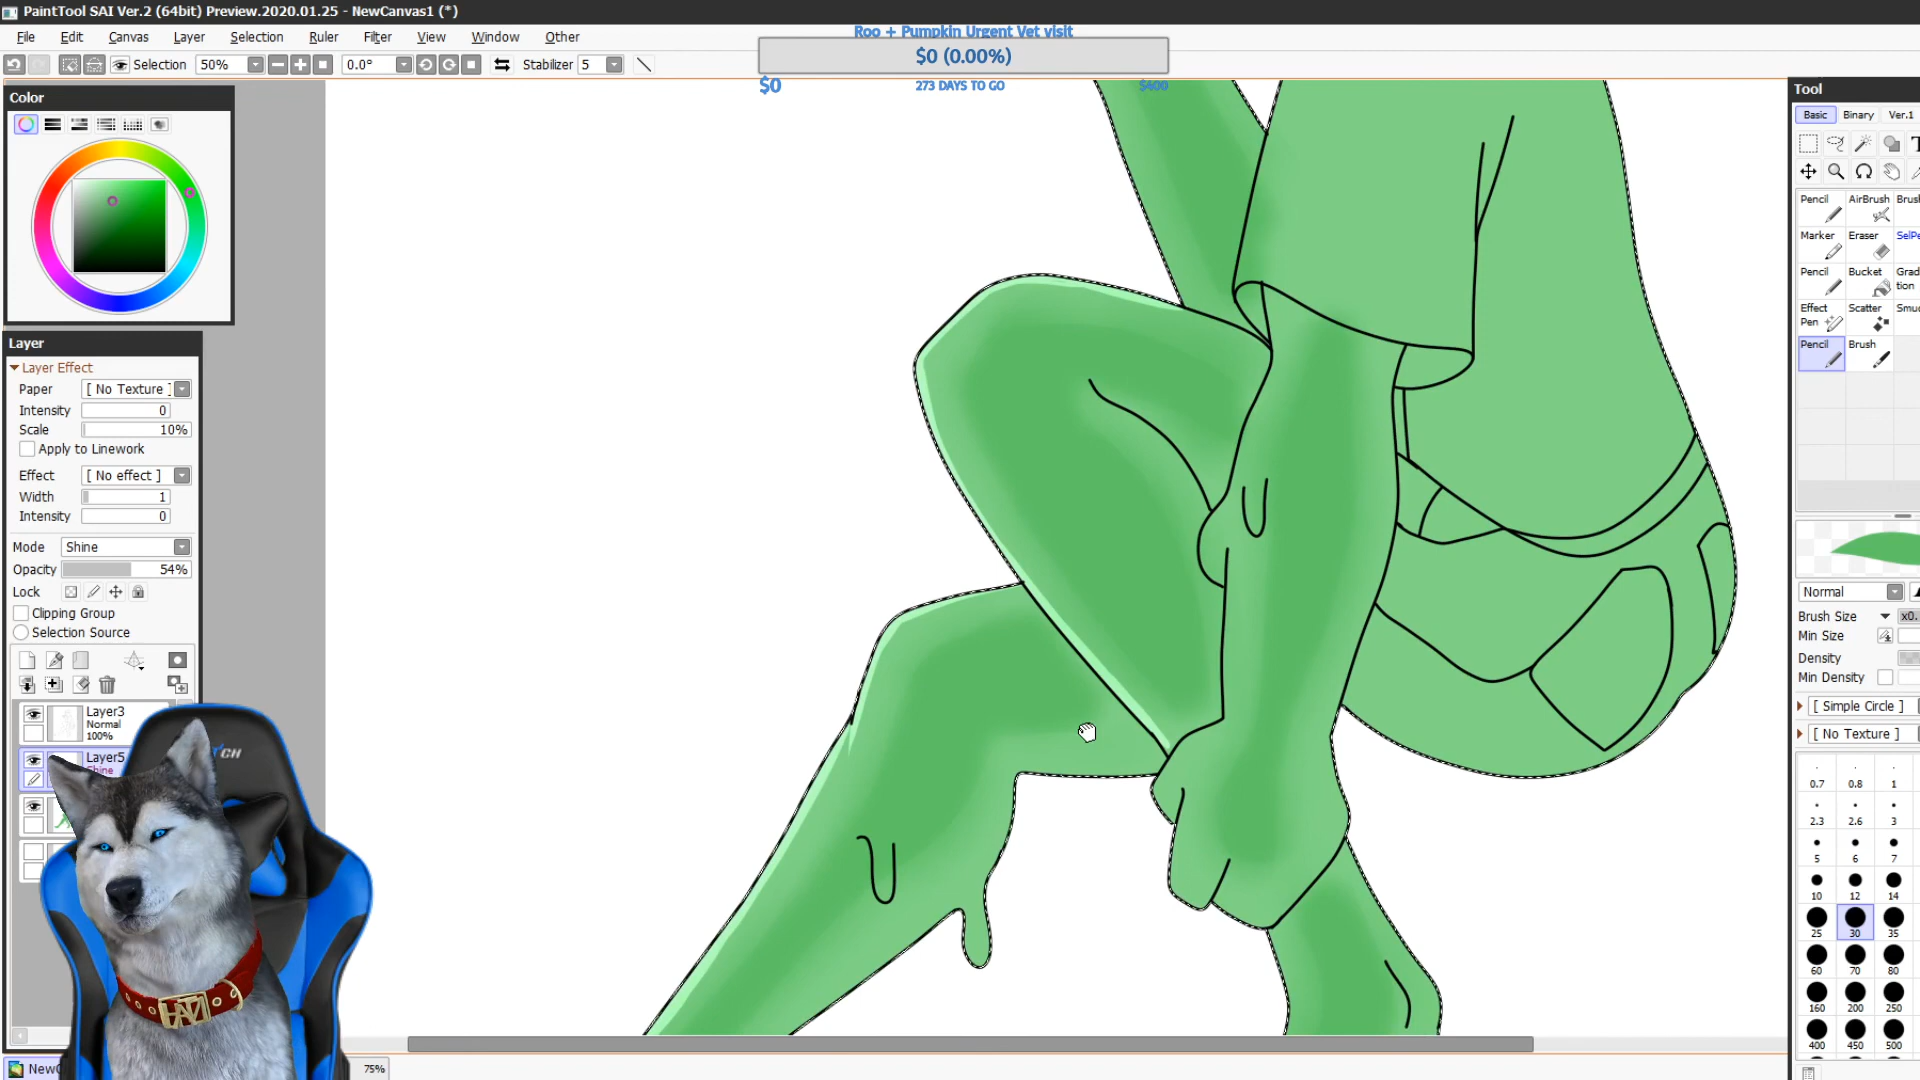 PaintTool SAI Ver.2 (64bit) Preview.2020.01.25 - NewCanvas1 (*)
File Edit Canvas Layer Selection Ruler Filter View Window Other
Roo + Pumpkin Urgent Vet visit
$0 (0.00%)
$0 273 DAYS TO GO $400
Selection 50% 0.0° Stabilizer 5
Color
Layer
Layer Effect
Paper [ No Texture ]
Intensity 0
Scale 10%
Apply to Linework
Effect [ No effect ]
Width 1
Intensity 0
Mode Shine
Opacity 54%
Lock
Clipping Group
Selection Source
Layer3
Normal
100%
Layer5
Shine
75%
Tool
Basic Binary Ver.1
Pencil AirBrush
Marker Eraser
Pencil Bucket
Effect Pen Scatter
Pencil Brush
Normal
Brush Size x0.
Min Size
Density
Min Density
[ Simple Circle ]
[ No Texture ]
0.7 0.8 1
2.3 2.6 3
5 6 7
10 12 14
25 30 35
60 70 80
160 200 250
400 450 500